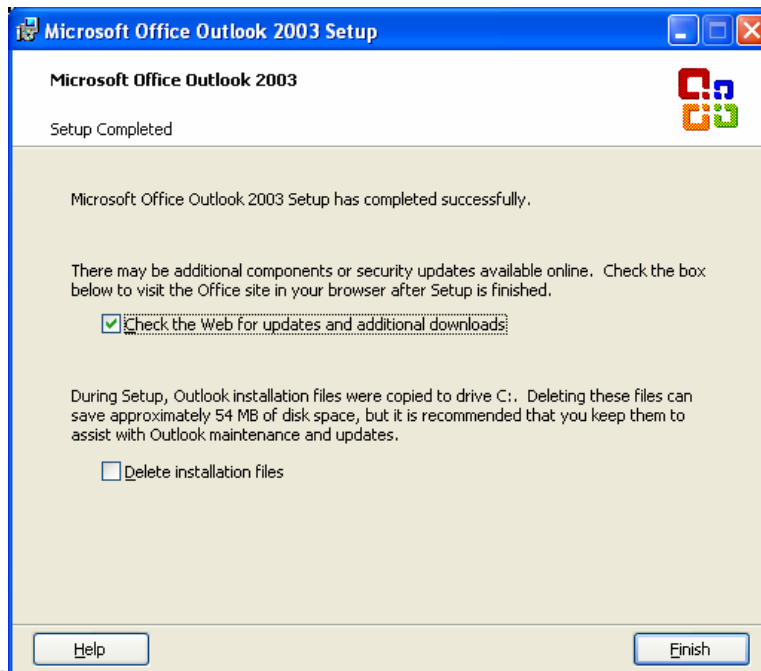 Microsoft Office Outlook 2003 Setup
Microsoft Office Outlook 2003
Setup Completed
Microsoft Office Outlook 2003 Setup has completed successfully.
There may be additional components or security updates available online.  Check the box
below to visit the Office site in your browser after Setup is finished.
Check the Web for updates and additional downloads
During Setup, Outlook installation files were copied to drive C:.  Deleting these files can
save approximately 54 MB of disk space, but it is recommended that you keep them to
assist with Outlook maintenance and updates.
Delete installation files
Help
Finish